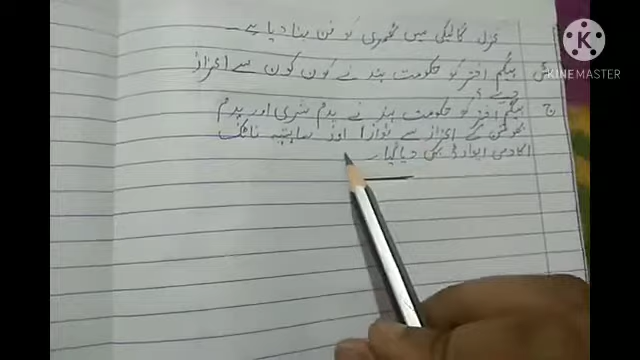 غزل گائیکی میں ٹھمری کو فن بنا دیا ہے۔
س بیگم اختر کو حکومت ہند نے کون کون سے اعزاز
دیے؟
ج بیگم اختر کو حکومت ہند نے پدم شری اور پدم
بھوشن کے اعزاز سے نوازا اور ساہتیہ ناٹک
اکادمی ایوارڈ بھی دیا گیا۔
KINEMASTER